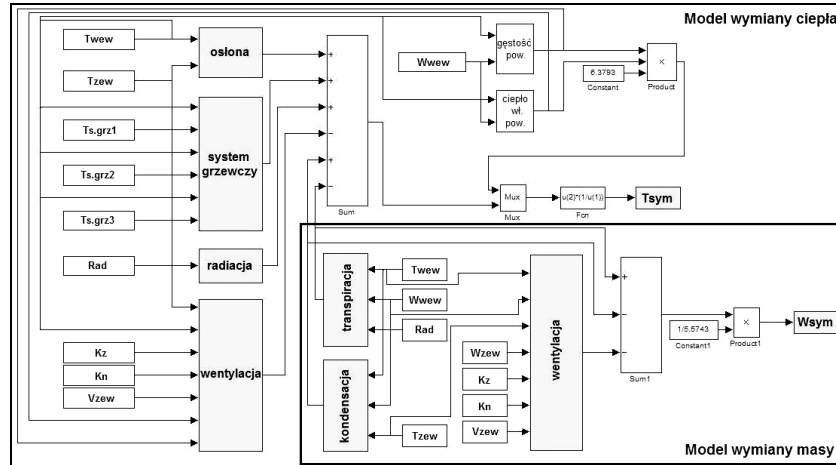 Model wymiany ciepła
Twew
Tzew
Ts.grz1
Ts.grz2
Ts.grz3
Rad
Kz
Kn
Vzew
osłona
system
grzewczy
radiacja
wentylacja
+
+
+
−
+
−
Sum
Wwew
gęstość
pow.
ciepło
wł.
pow.
6.3793
Constant
×
Product
Mux
Mux
u(2)*(1/u(1))
Fcn
Tsym
transpiracja
kondensacja
Twew
Wwew
Rad
Tzew
Wzew
Kz
Kn
Vzew
wentylacja
+
−
−
Sum1
1/5.5743
Constant1
×
Product1
Wsym
Model wymiany masy